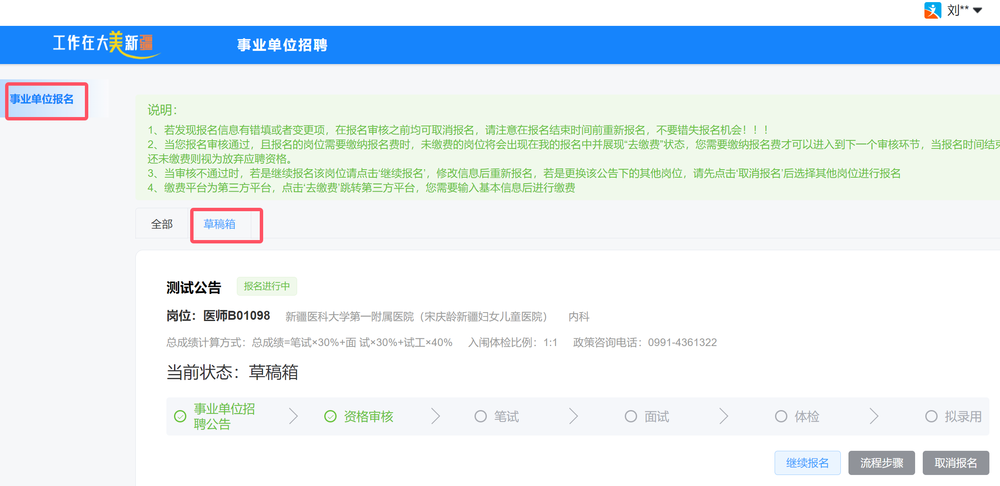 刘**
工作在大美新疆
事业单位招聘
事业单位报名
说明：
1、若发现报名信息有错填或者变更项，在报名审核之前均可取消报名，请注意在报名结束时间前重新报名，不要错失报名机会！！！
2、当您报名审核通过，且报名的岗位需要缴纳报名费时，未缴费的岗位将会出现在我的报名中并展现“去缴费”状态，您需要缴纳报名费才可以进入到下一个审核环节，当报名时间结束
还未缴费则视为放弃应聘资格。
3、当审核不通过时，若是继续报名该岗位请点击‘继续报名’，修改信息后重新报名，若是更换该公告下的其他岗位，请先点击‘取消报名’后选择其他岗位进行报名
4、缴费平台为第三方平台，点击‘去缴费’跳转第三方平台，您需要输入基本信息后进行缴费
全部 草稿箱
测试公告 报名进行中
岗位：医师B01098 新疆医科大学第一附属医院（宋庆龄新疆妇女儿童医院） 内科
总成绩计算方式：总成绩=笔试×30%+面 试×30%+试工×40% 入闱体检比例：1:1 政策咨询电话：0991-4361322
当前状态：草稿箱
事业单位招
聘公告
资格审核 笔试 面试 体检 拟录用
继续报名 流程步骤 取消报名